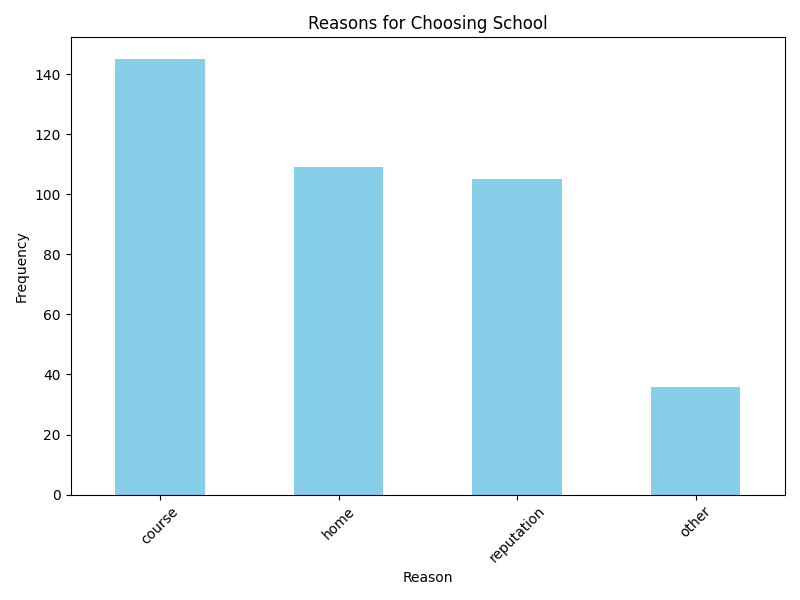 Reasons for Choosing School
140
120
100
80
60
40
20
0
Frequency
course
home
reputation
other
Reason